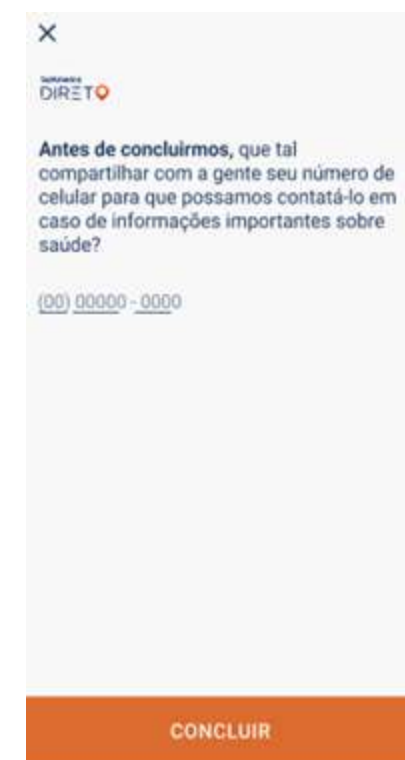 DIRETO
Antes de concluirmos, que tal
compartilhar com a gente seu número de
celular para que possamos contatá-lo em
caso de informações importantes sobre
saúde?
(00) 00000 - 0000
CONCLUIR